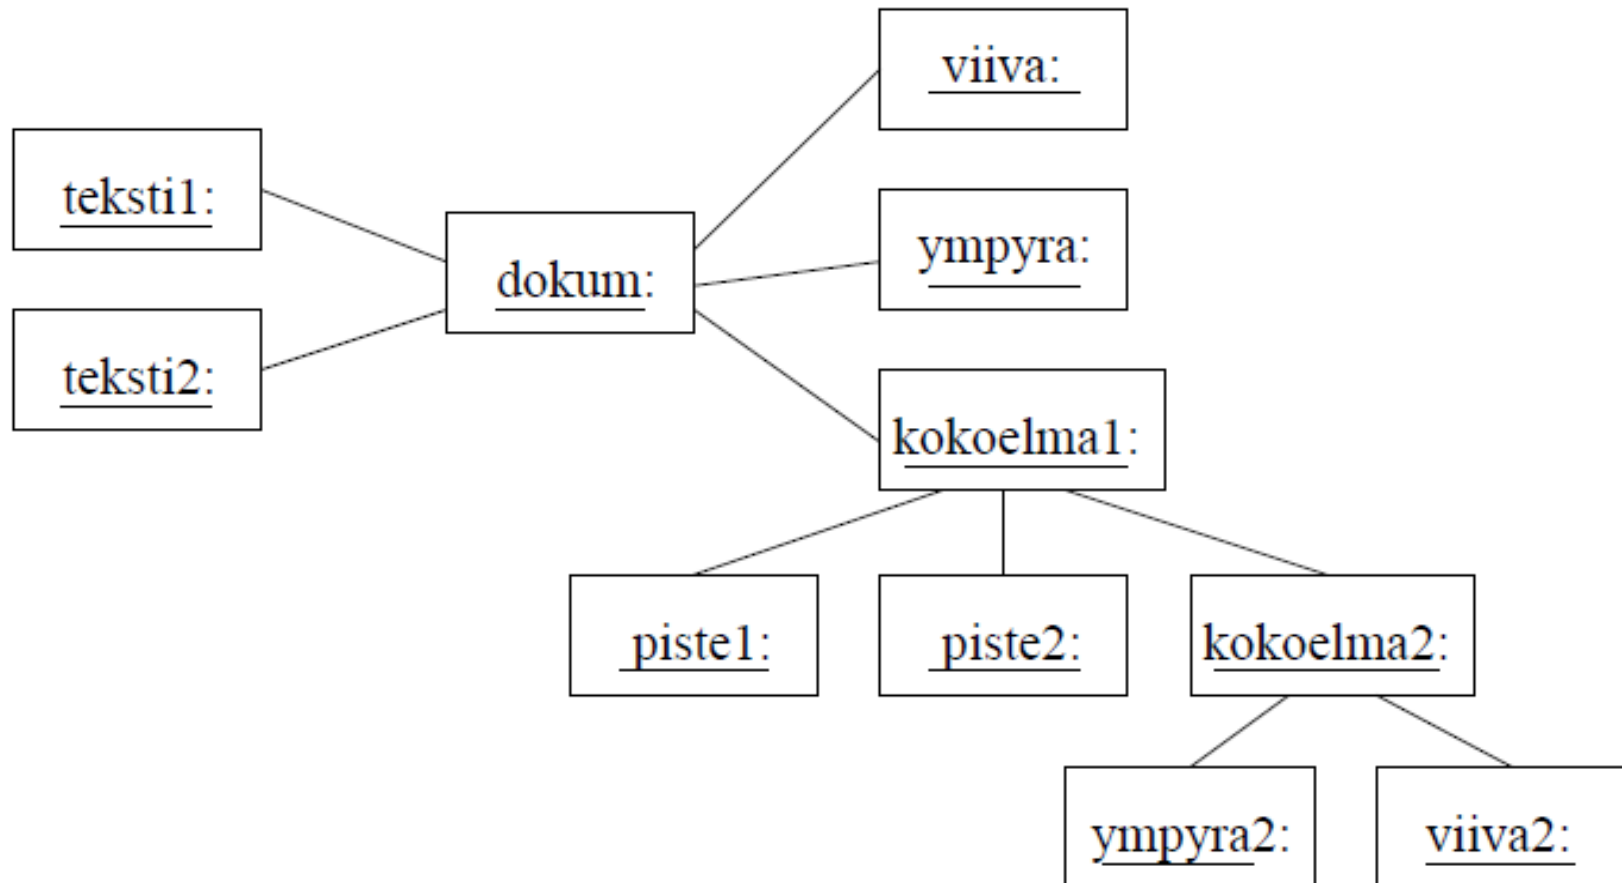 viiva:
teksti1:
ympyra:
dokum:
teksti2:
kokoelma1:
piste1:
piste2:
kokoelma2:
ympyra2:
viiva2: